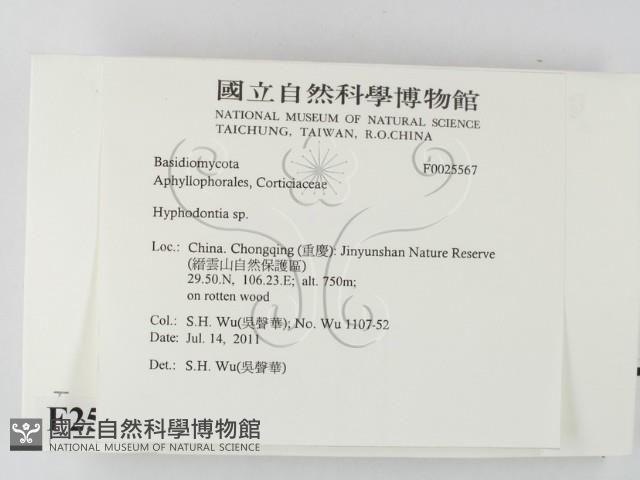 國立自然科學博物館
NATIONAL MUSEUM OF NATURAL SCIENCE
TAICHUNG, TAIWAN, R.O.CHINA
Basidiomycota F0025567
Aphyllophorales, Corticiaceae
Hyphodontia sp.
Loc.: China. Chongqing (重慶): Jinyunshan Nature Reserve
(縉雲山自然保護區)
29.50.N, 106.23.E; alt. 750m;
on rotten wood
Col.: S.H. Wu(吳聲華); No. Wu 1107-52
Date: Jul. 14, 2011
Det.: S.H. Wu(吳聲華)
F25
國立自然科學博物館
NATIONAL MUSEUM OF NATURAL SCIENCE